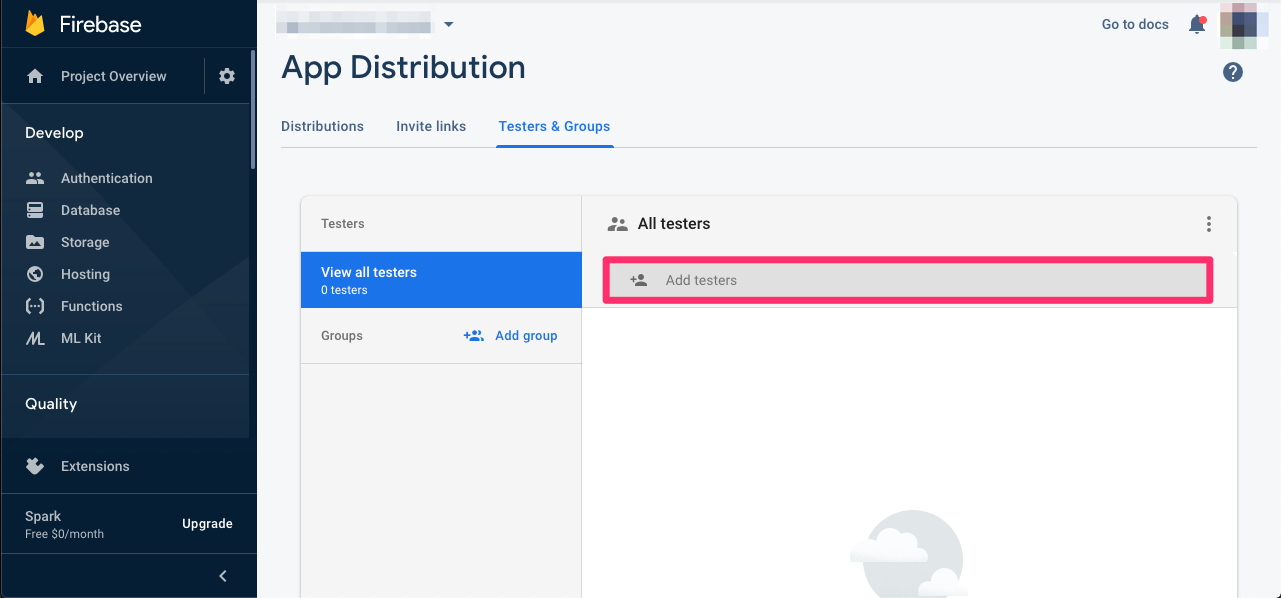 Firebase
Project Overview
Develop
Authentication
Database
Storage
Hosting
Functions
ML Kit
Quality
Extensions
Spark
Free $0/month
Upgrade
Go to docs
App Distribution
Distributions
Invite links
Testers & Groups
Testers
View all testers
0 testers
Groups
Add group
All testers
Add testers